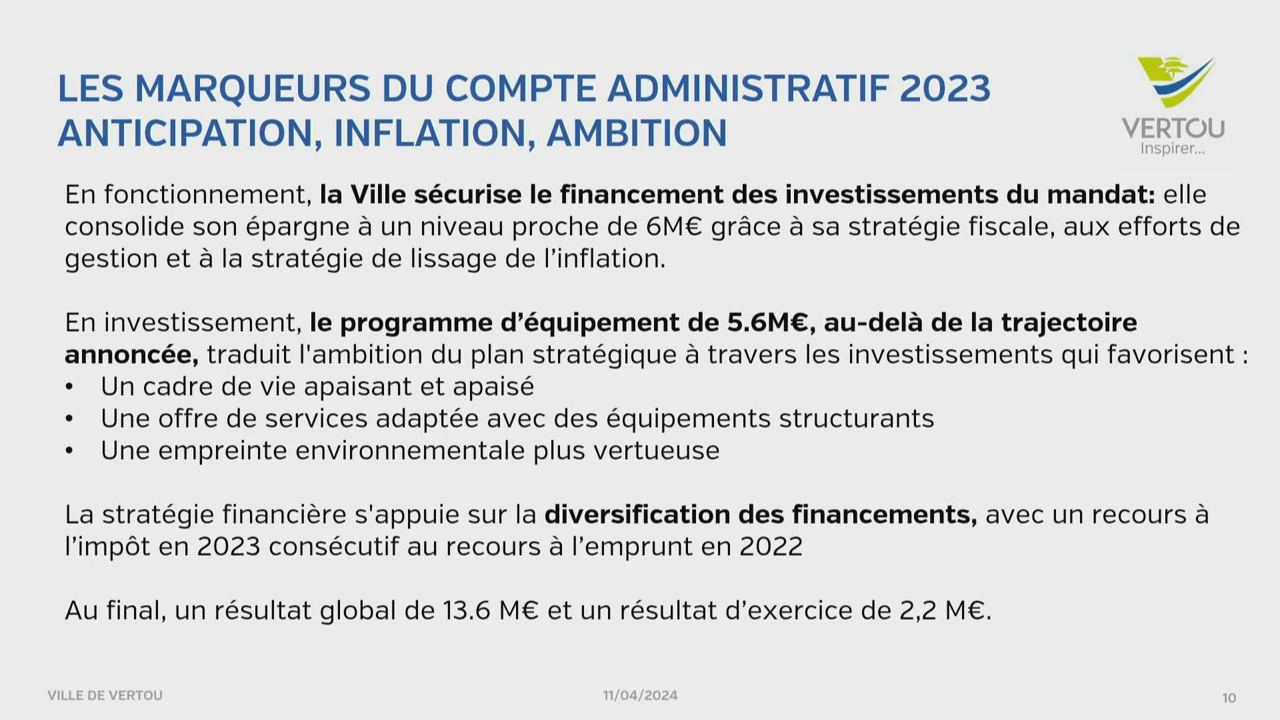 LES MARQUEURS DU COMPTE ADMINISTRATIF 2023
ANTICIPATION, INFLATION, AMBITION
VERTOU
Inspirer...
En fonctionnement, la Ville sécurise le financement des investissements du mandat: elle
consolide son épargne à un niveau proche de 6M€ grâce à sa stratégie fiscale, aux efforts de
gestion et à la stratégie de lissage de l’inflation.
En investissement, le programme d’équipement de 5.6M€, au-delà de la trajectoire
annoncée, traduit l'ambition du plan stratégique à travers les investissements qui favorisent :
• Un cadre de vie apaisant et apaisé
• Une offre de services adaptée avec des équipements structurants
• Une empreinte environnementale plus vertueuse
La stratégie financière s'appuie sur la diversification des financements, avec un recours à
l’impôt en 2023 consécutif au recours à l’emprunt en 2022
Au final, un résultat global de 13.6 M€ et un résultat d’exercice de 2,2 M€.
VILLE DE VERTOU
11/04/2024
10